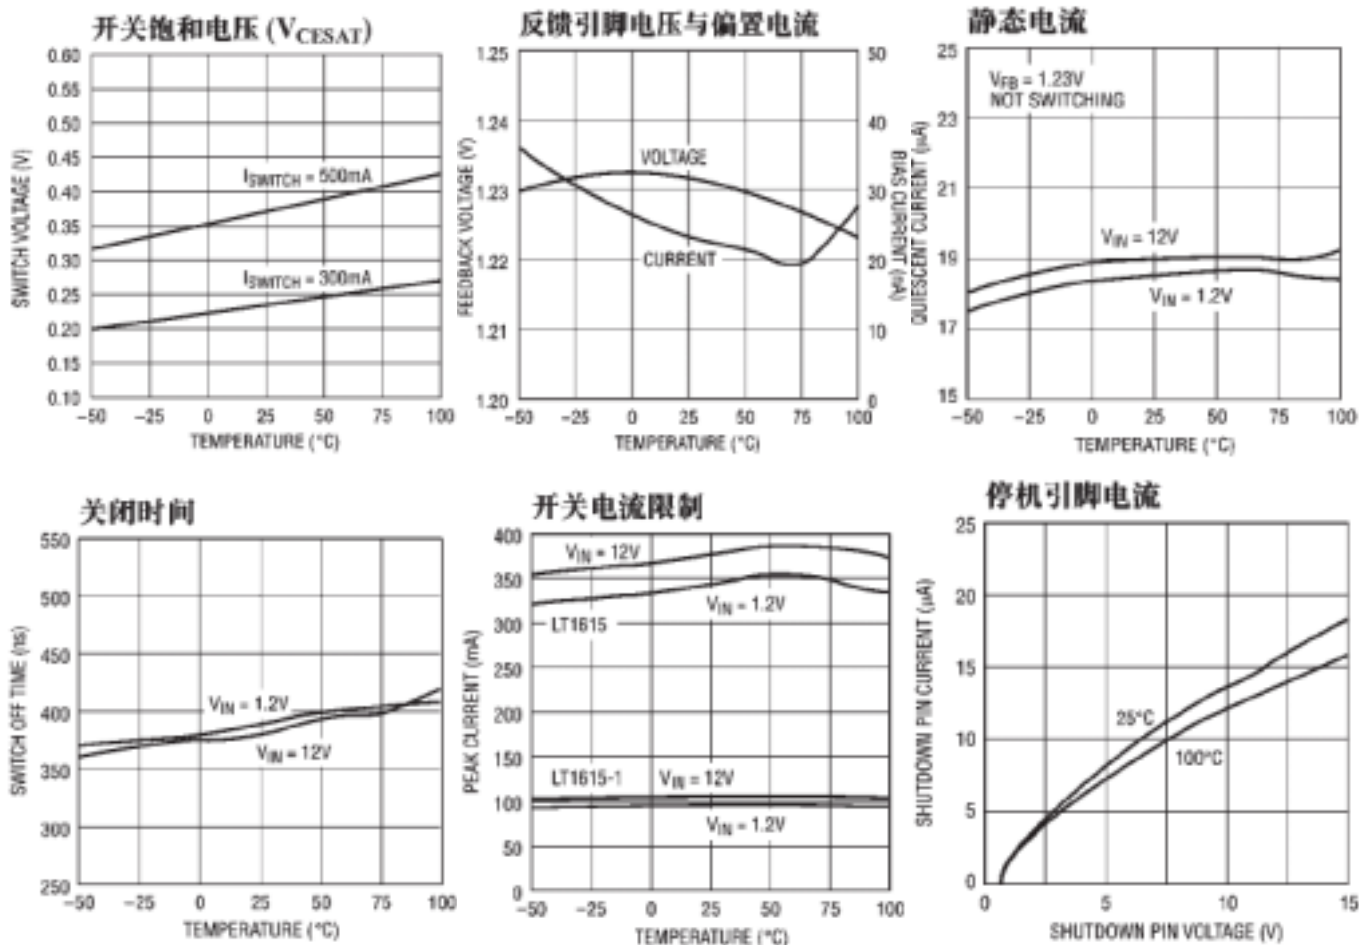 开关饱和电压 (VCESAT)
0.60
0.55
0.50
0.45
0.40
0.35
0.30
0.25
0.20
0.15
0.10
SWITCH VOLTAGE (V)
ISWITCH = 500mA
ISWITCH = 300mA
-50
-25
0
25
50
75
100
TEMPERATURE (°C)
反馈引脚电压与偏置电流
1.25
1.24
1.23
1.22
1.21
1.20
FEEDBACK VOLTAGE (V)
VOLTAGE
CURRENT
50
40
30
20
10
0
BIAS CURRENT (nA)
-50
-25
0
25
50
75
100
TEMPERATURE (°C)
静态电流
25
23
21
19
17
15
QUIESCENT CURRENT (µA)
VFB = 1.23V
NOT SWITCHING
VIN = 12V
VIN = 1.2V
-50
-25
0
25
50
75
100
TEMPERATURE (°C)
关闭时间
550
500
450
400
350
300
250
SWITCH OFF TIME (ns)
VIN = 1.2V
VIN = 12V
-50
-25
0
25
50
75
100
TEMPERATURE (°C)
开关电流限制
400
350
300
250
200
150
100
50
0
PEAK CURRENT (mA)
VIN = 12V
VIN = 1.2V
LT1615
LT1615-1
VIN = 12V
VIN = 1.2V
-50
-25
0
25
50
75
100
TEMPERATURE (°C)
停机引脚电流
25
20
15
10
5
0
SHUTDOWN PIN CURRENT (µA)
25°C
100°C
0
5
10
15
SHUTDOWN PIN VOLTAGE (V)